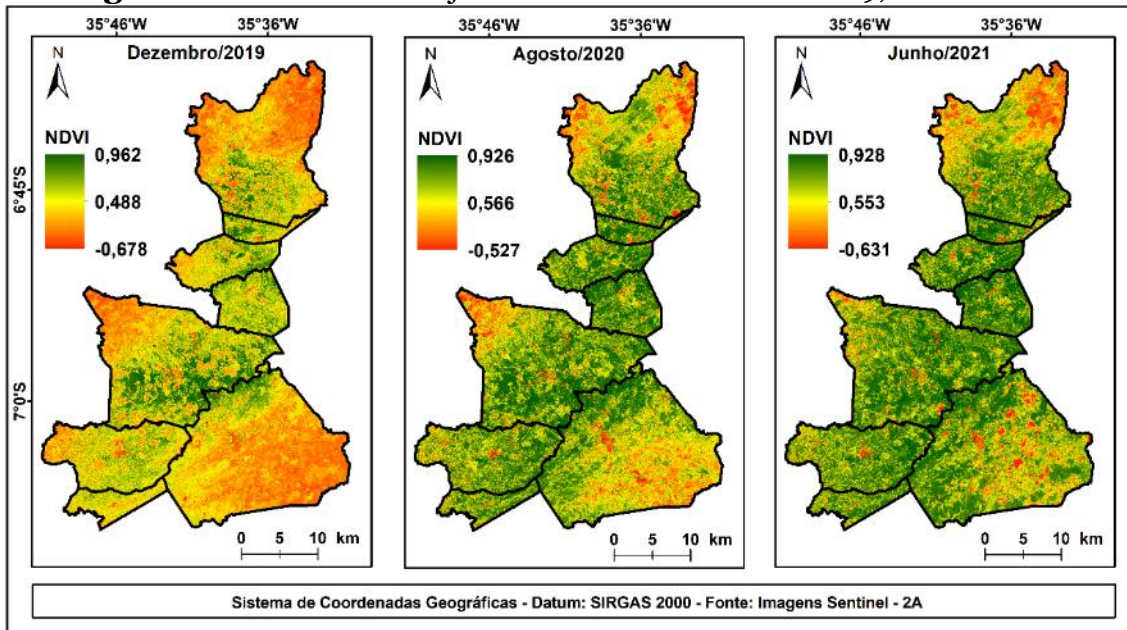 35°46'W 35°36'W 35°46'W 35°36'W 35°46'W 35°36'W
Dezembro/2019 Agosto/2020 Junho/2021
N N N
NDVI NDVI NDVI
0,962 0,926 0,928
0,488 0,566 0,553
-0,678 -0,527 -0,631
6°45'S
7°0'S
0 5 10 km 0 5 10 km 0 5 10 km
Sistema de Coordenadas Geográficas - Datum: SIRGAS 2000 - Fonte: Imagens Sentinel - 2A